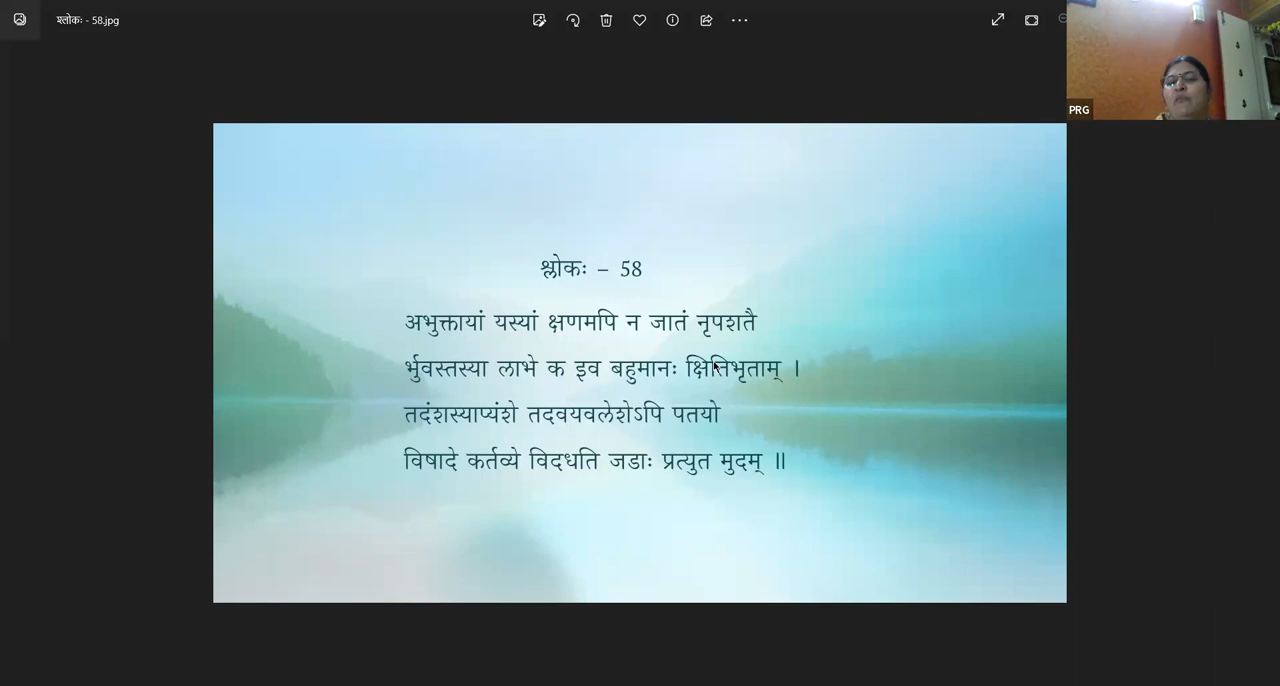 श्लोकः - 58.jpg
PRG
श्लोकः – 58
अभुक्तायां यस्यां क्षणमपि न जातं नृपशतै
र्भुवस्तस्या लाभे क इव बहुमानः क्षितिभृताम् ।
तदंशस्याप्यंशे तदवयवलेशेऽपि पतयो
विषादे कर्तव्ये विदधति जडाः प्रत्युत मुदम् ॥